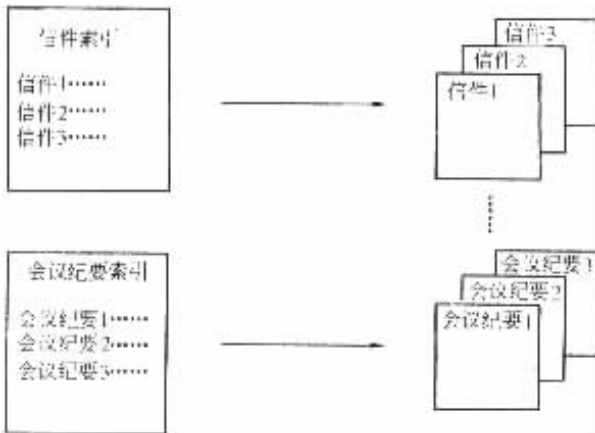 信件索引
信件1……
信件2……
信件3……
信件3
信件2
信件1
会议纪要索引
会议纪要1……
会议纪要2……
会议纪要3……
会议纪要3
会议纪要2
会议纪要1